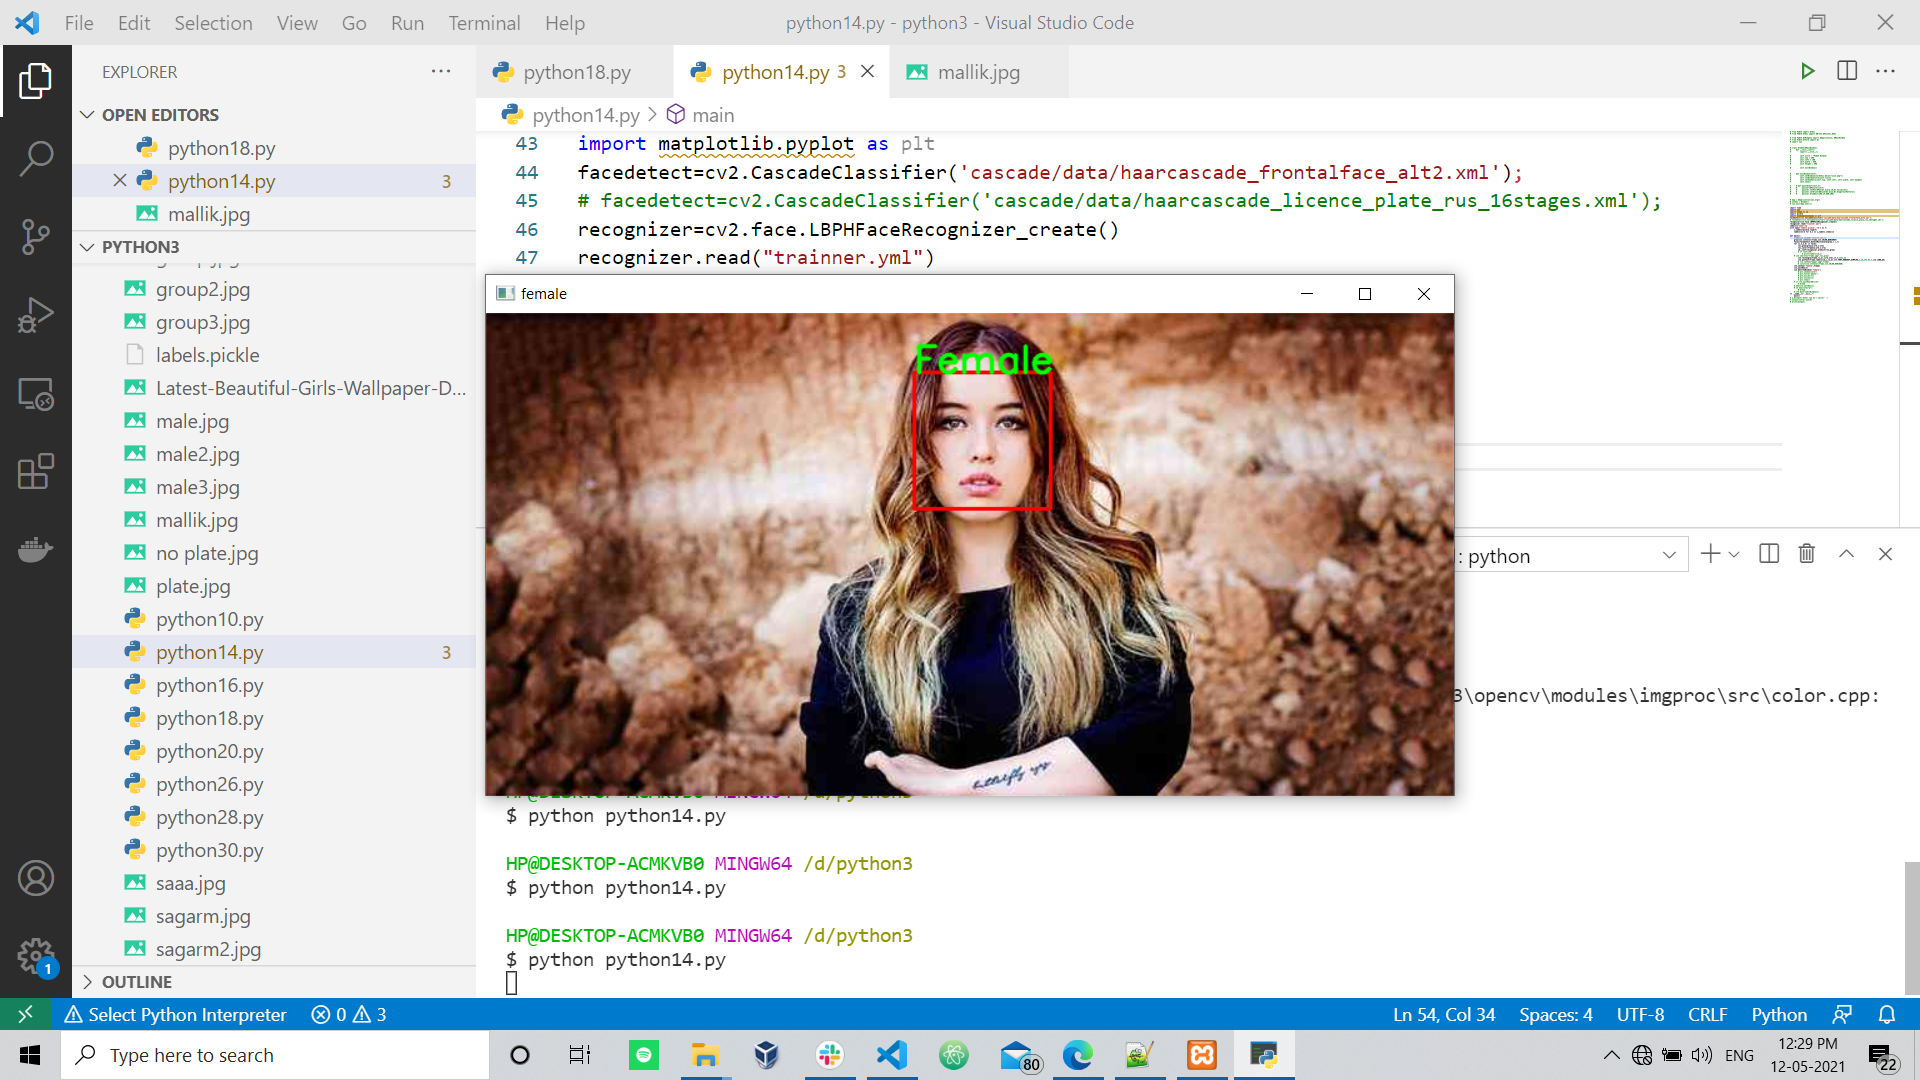 File Edit Selection View Go Run Terminal Help
python14.py - python3 - Visual Studio Code
EXPLORER
python18.py
python14.py 3
mallik.jpg
OPEN EDITORS
python18.py
python14.py 3
mallik.jpg
PYTHON3
group2.jpg
group3.jpg
labels.pickle
Latest-Beautiful-Girls-Wallpaper-D...
male.jpg
male2.jpg
male3.jpg
mallik.jpg
no plate.jpg
plate.jpg
python10.py
python14.py 3
python16.py
python18.py
python20.py
python26.py
python28.py
python30.py
saaa.jpg
sagarm.jpg
sagarm2.jpg
OUTLINE
python14.py > main
43 import matplotlib.pyplot as plt
44 facedetect=cv2.CascadeClassifier('cascade/data/haarcascade_frontalface_alt2.xml');
45 # facedetect=cv2.CascadeClassifier('cascade/data/haarcascade_licence_plate_rus_16stages.xml');
46 recognizer=cv2.face.LBPHFaceRecognizer_create()
47 recognizer.read("trainner.yml")
female
Female
: python
3\opencv\modules\imgproc\src\color.cpp:
HP@DESKTOP-ACMKVB0 MINGW64 /d/python3
$ python python14.py
HP@DESKTOP-ACMKVB0 MINGW64 /d/python3
$ python python14.py
HP@DESKTOP-ACMKVB0 MINGW64 /d/python3
$ python python14.py
1
Select Python Interpreter 0 3
Ln 54, Col 34 Spaces: 4 UTF-8 CRLF Python
Type here to search
80
ENG
12:29 PM
12-05-2021
22